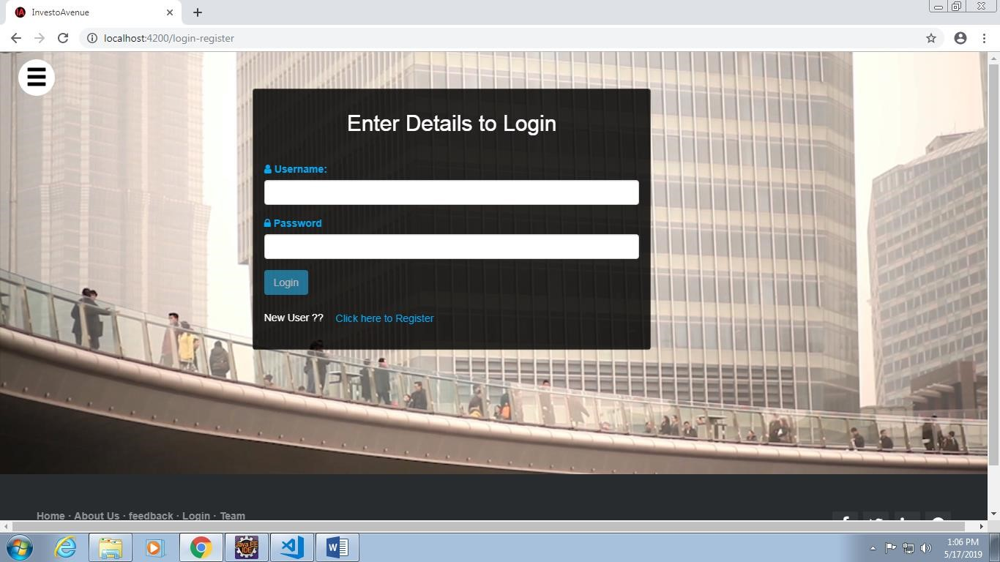 IA InvestoAvenue
localhost:4200/login-register
Enter Details to Login
Username:
Password
Login
New User ?? Click here to Register
Home · About Us · feedback · Login · Team
Java EE
IDE
W
1:06 PM
5/17/2019